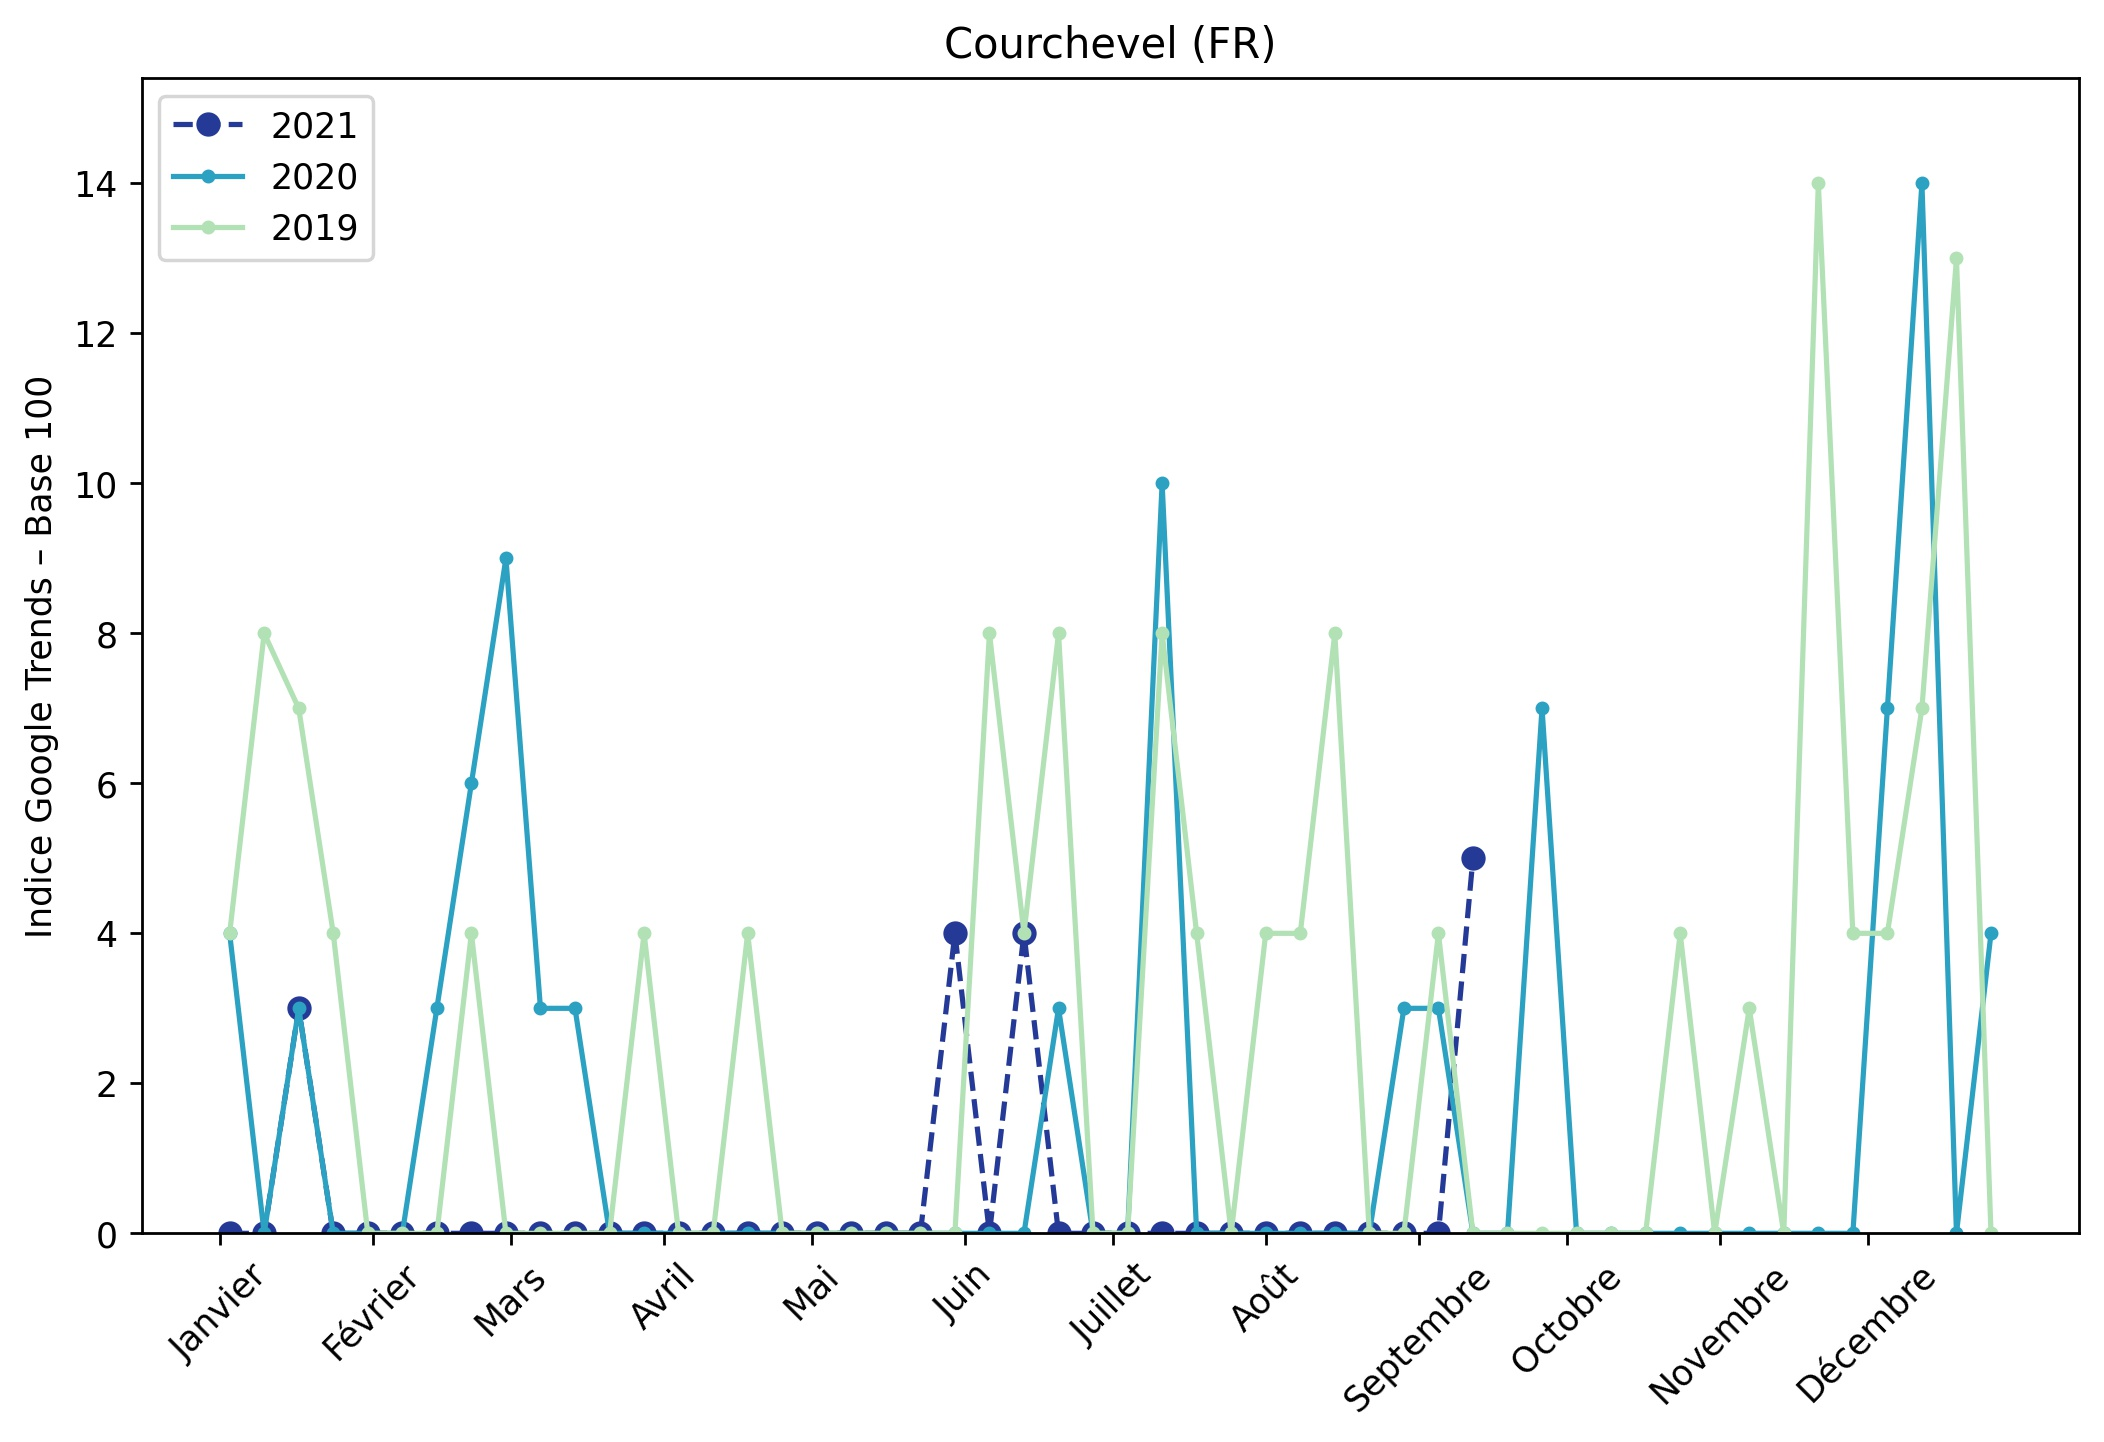 Courchevel (FR)
2021
2020
2019
Indice Google Trends – Base 100
14
12
10
8
6
4
2
0
Janvier
Février
Mars
Avril
Mai
Juin
Juillet
Août
Septembre
Octobre
Novembre
Décembre